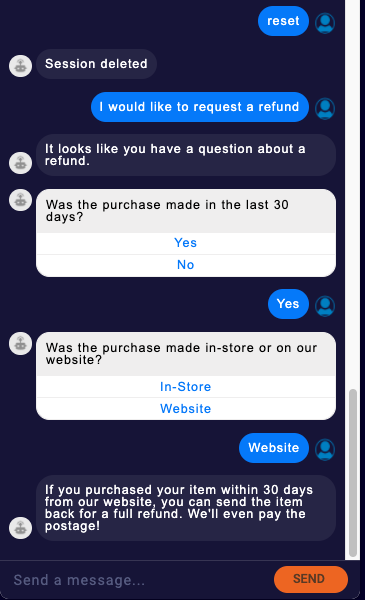 reset
Session deleted
I would like to request a refund
It looks like you have a question about a
refund.
Was the purchase made in the last 30
days?
Yes
No
Yes
Was the purchase made in-store or on our
website?
In-Store
Website
Website
If you purchased your item within 30 days
from our website, you can send the item
back for a full refund. We'll even pay the
postage!
Send a message...
SEND